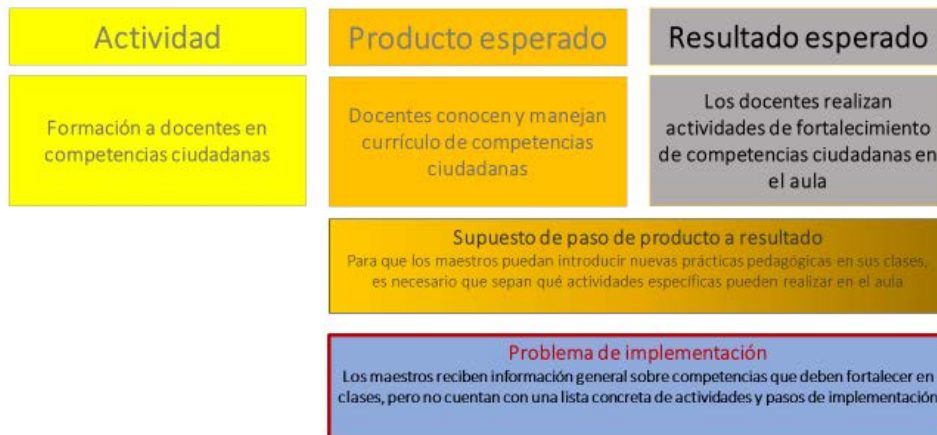 Actividad
Producto esperado
Resultado esperado
Formación a docentes en
competencias ciudadanas
Docentes conocen y manejan
currículo de competencias
ciudadanas
Los docentes realizan
actividades de fortalecimiento
de competencias ciudadanas en
el aula
Supuesto de paso de producto a resultado
Para que los maestros puedan introducir nuevas prácticas pedagógicas en sus clases,
es necesario que sepan qué actividades específicas pueden realizar en el aula
Problema de implementación
Los maestros reciben información general sobre competencias que deben fortalecer en
clases, pero no cuentan con una lista concreta de actividades y pasos de implementación